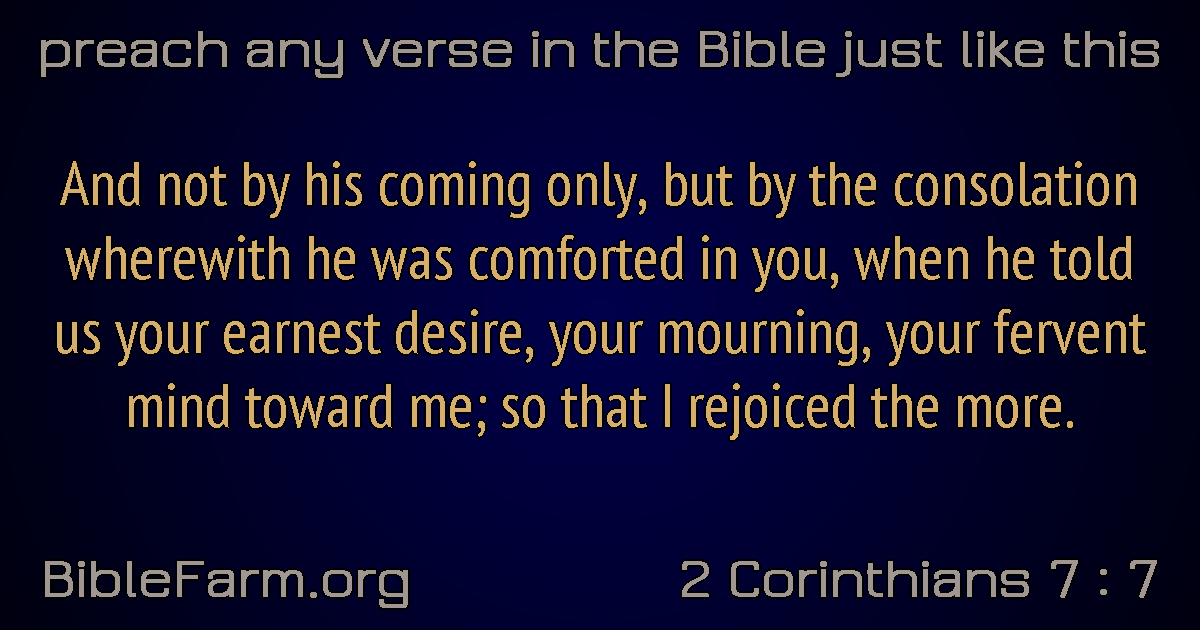 preach any verse in the Bible just like this
And not by his coming only, but by the consolation
wherewith he was comforted in you, when he told
us your earnest desire, your mourning, your fervent
mind toward me; so that I rejoiced the more.
BibleFarm.org
2 Corinthians 7 : 7